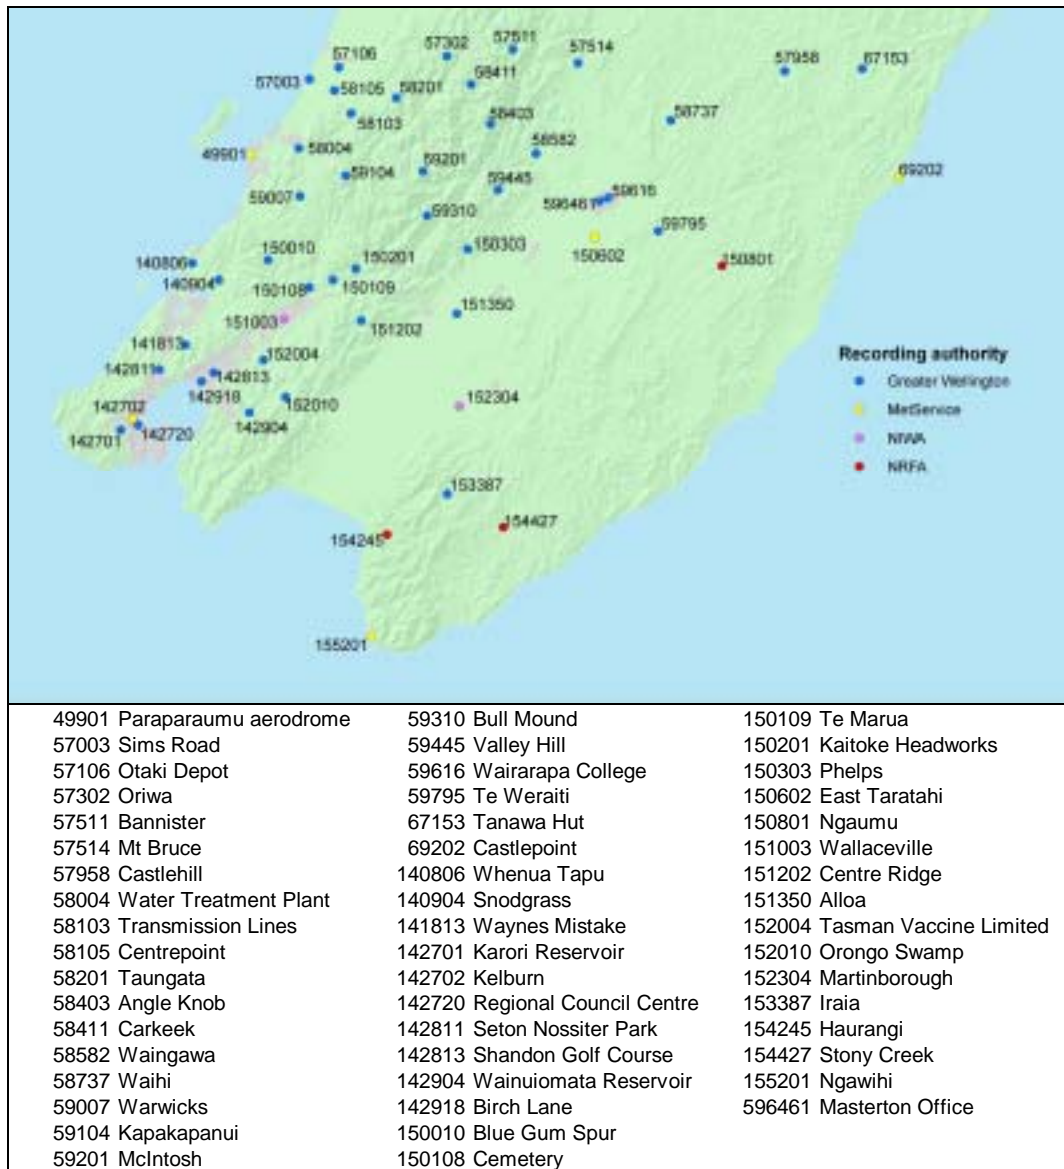 57302
57511
57514
57106
57958
67153
57003
58411
58105
58201
58103
58403
58737
58004
49901
59201
58582
59104
69202
59445
59007
596461
59616
59310
59795
150303
150602
150010
140806
150201
150801
140904
150108
150109
151350
151003
151202
141813
152004
142811
142813
142918
152010
152304
142702
142904
142701
142720
153387
154427
154245
155201
Recording authority
Greater Wellington
MetService
NIWA
NRFA
49901 Paraparaumu aerodrome
57003 Sims Road
57106 Otaki Depot
57302 Oriwa
57511 Bannister
57514 Mt Bruce
57958 Castlehill
58004 Water Treatment Plant
58103 Transmission Lines
58105 Centrepoint
58201 Taungata
58403 Angle Knob
58411 Carkeek
58582 Waingawa
58737 Waihi
59007 Warwicks
59104 Kapakapanui
59201 McIntosh
59310 Bull Mound
59445 Valley Hill
59616 Wairarapa College
59795 Te Weraiti
67153 Tanawa Hut
69202 Castlepoint
140806 Whenua Tapu
140904 Snodgrass
141813 Waynes Mistake
142701 Karori Reservoir
142702 Kelburn
142720 Regional Council Centre
142811 Seton Nossiter Park
142813 Shandon Golf Course
142904 Wainuiomata Reservoir
142918 Birch Lane
150010 Blue Gum Spur
150108 Cemetery
150109 Te Marua
150201 Kaitoke Headworks
150303 Phelps
150602 East Taratahi
150801 Ngaumu
151003 Wallaceville
151202 Centre Ridge
151350 Alloa
152004 Tasman Vaccine Limited
152010 Orongo Swamp
152304 Martinborough
153387 Iraia
154245 Haurangi
154427 Stony Creek
155201 Ngawihi
596461 Masterton Office